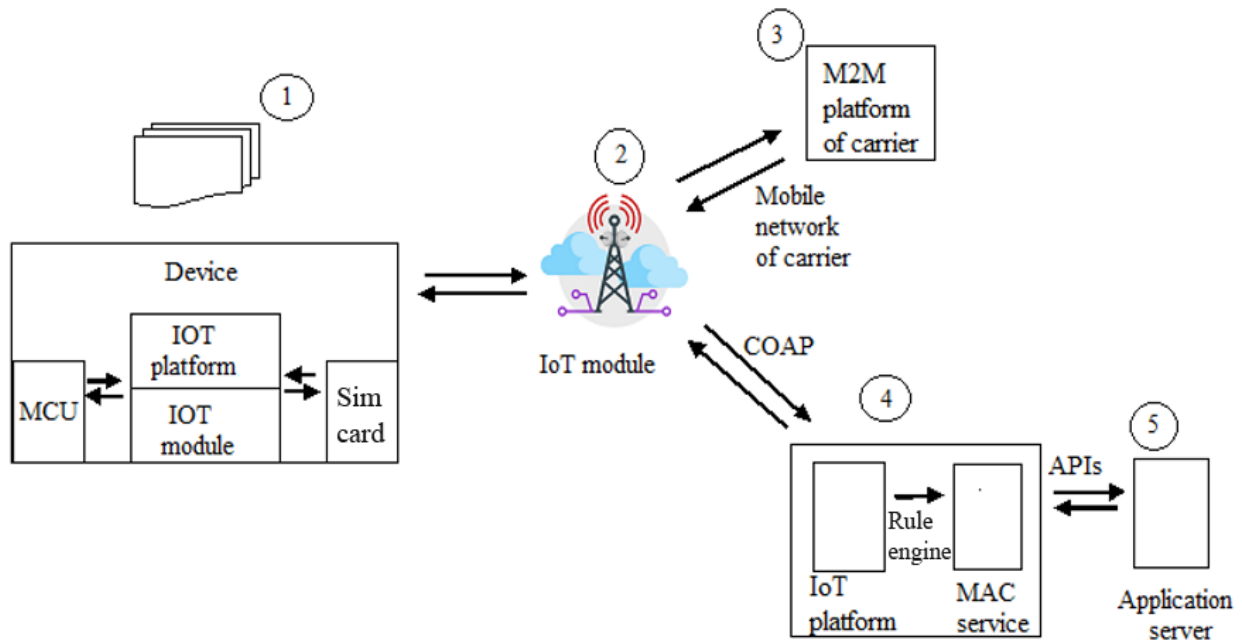 1
Device
MCU
IOT
platform
IOT
module
Sim
card
2
IoT module
3
M2M
platform
of carrier
Mobile
network
of carrier
COAP
4
IoT
platform
Rule
engine
MAC
service
APIs
5
Application
server